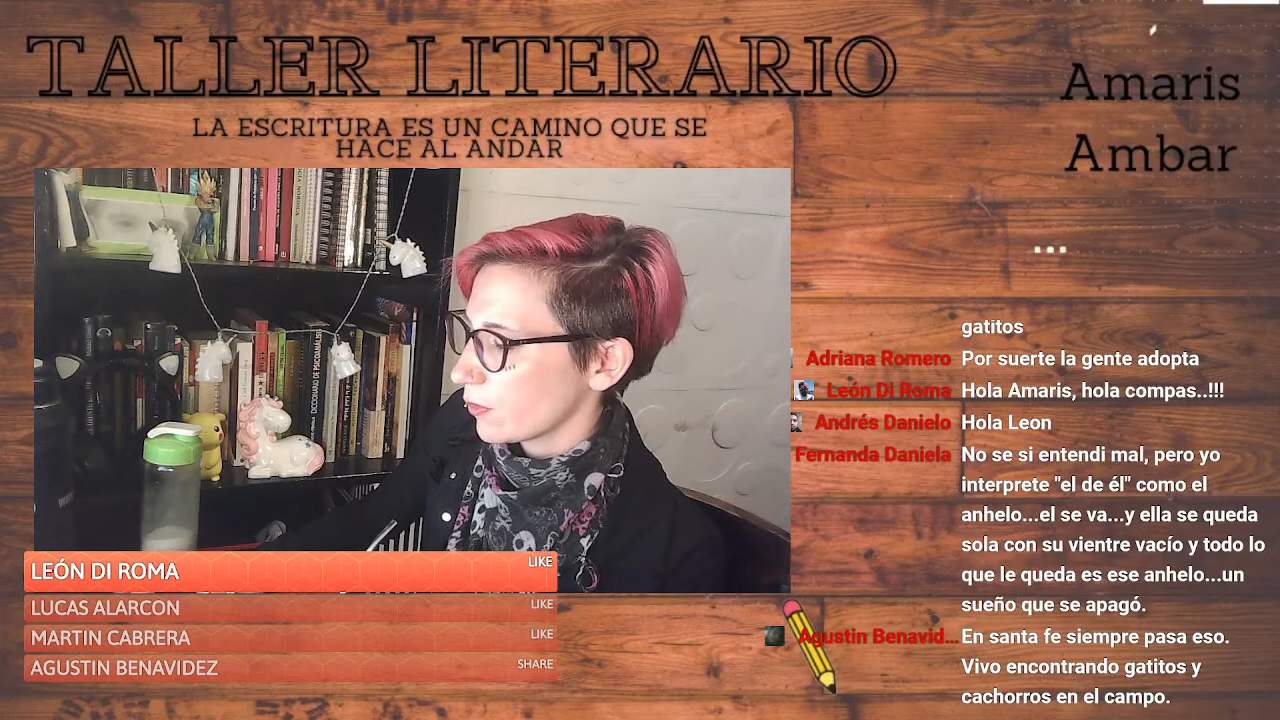 TALLER LITERARIO
LA ESCRITURA ES UN CAMINO QUE SE
HACE AL ANDAR
Amaris
Ambar
...
DICCIONARIO DE PSICOANÁLISIS
gatitos
Adriana Romero Por suerte la gente adopta
León Di Roma Hola Amaris, hola compas..!!!
Andrés Danielo Hola Leon
Fernanda Daniela No se si entendi mal, pero yo
interprete "el de él" como el
anhelo...el se va...y ella se queda
sola con su vientre vacío y todo lo
que le queda es ese anhelo...un
sueño que se apagó.
Agustin Benavid... En santa fe siempre pasa eso.
Vivo encontrando gatitos y
cachorros en el campo.
LEÓN DI ROMA LIKE
LUCAS ALARCON LIKE
MARTIN CABRERA LIKE
AGUSTIN BENAVIDEZ SHARE